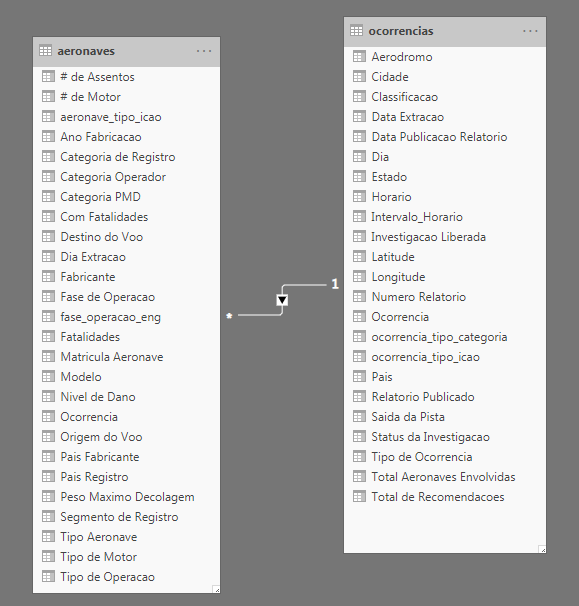 aeronaves ...
# de Assentos
# de Motor
aeronave_tipo_icao
Ano Fabricacao
Categoria de Registro
Categoria Operador
Categoria PMD
Com Fatalidades
Destino do Voo
Dia Extracao
Fabricante
Fase de Operacao
fase_operacao_eng
Fatalidades
Matricula Aeronave
Modelo
Nivel de Dano
Ocorrencia
Origem do Voo
Pais Fabricante
Pais Registro
Peso Maximo Decolagem
Segmento de Registro
Tipo Aeronave
Tipo de Motor
Tipo de Operacao
*
1
ocorrencias ...
Aerodromo
Cidade
Classificacao
Data Extracao
Data Publicacao Relatorio
Dia
Estado
Horario
Intervalo_Horario
Investigacao Liberada
Latitude
Longitude
Numero Relatorio
Ocorrencia
ocorrencia_tipo_categoria
ocorrencia_tipo_icao
Pais
Relatorio Publicado
Saida da Pista
Status da Investigacao
Tipo de Ocorrencia
Total Aeronaves Envolvidas
Total de Recomendacoes